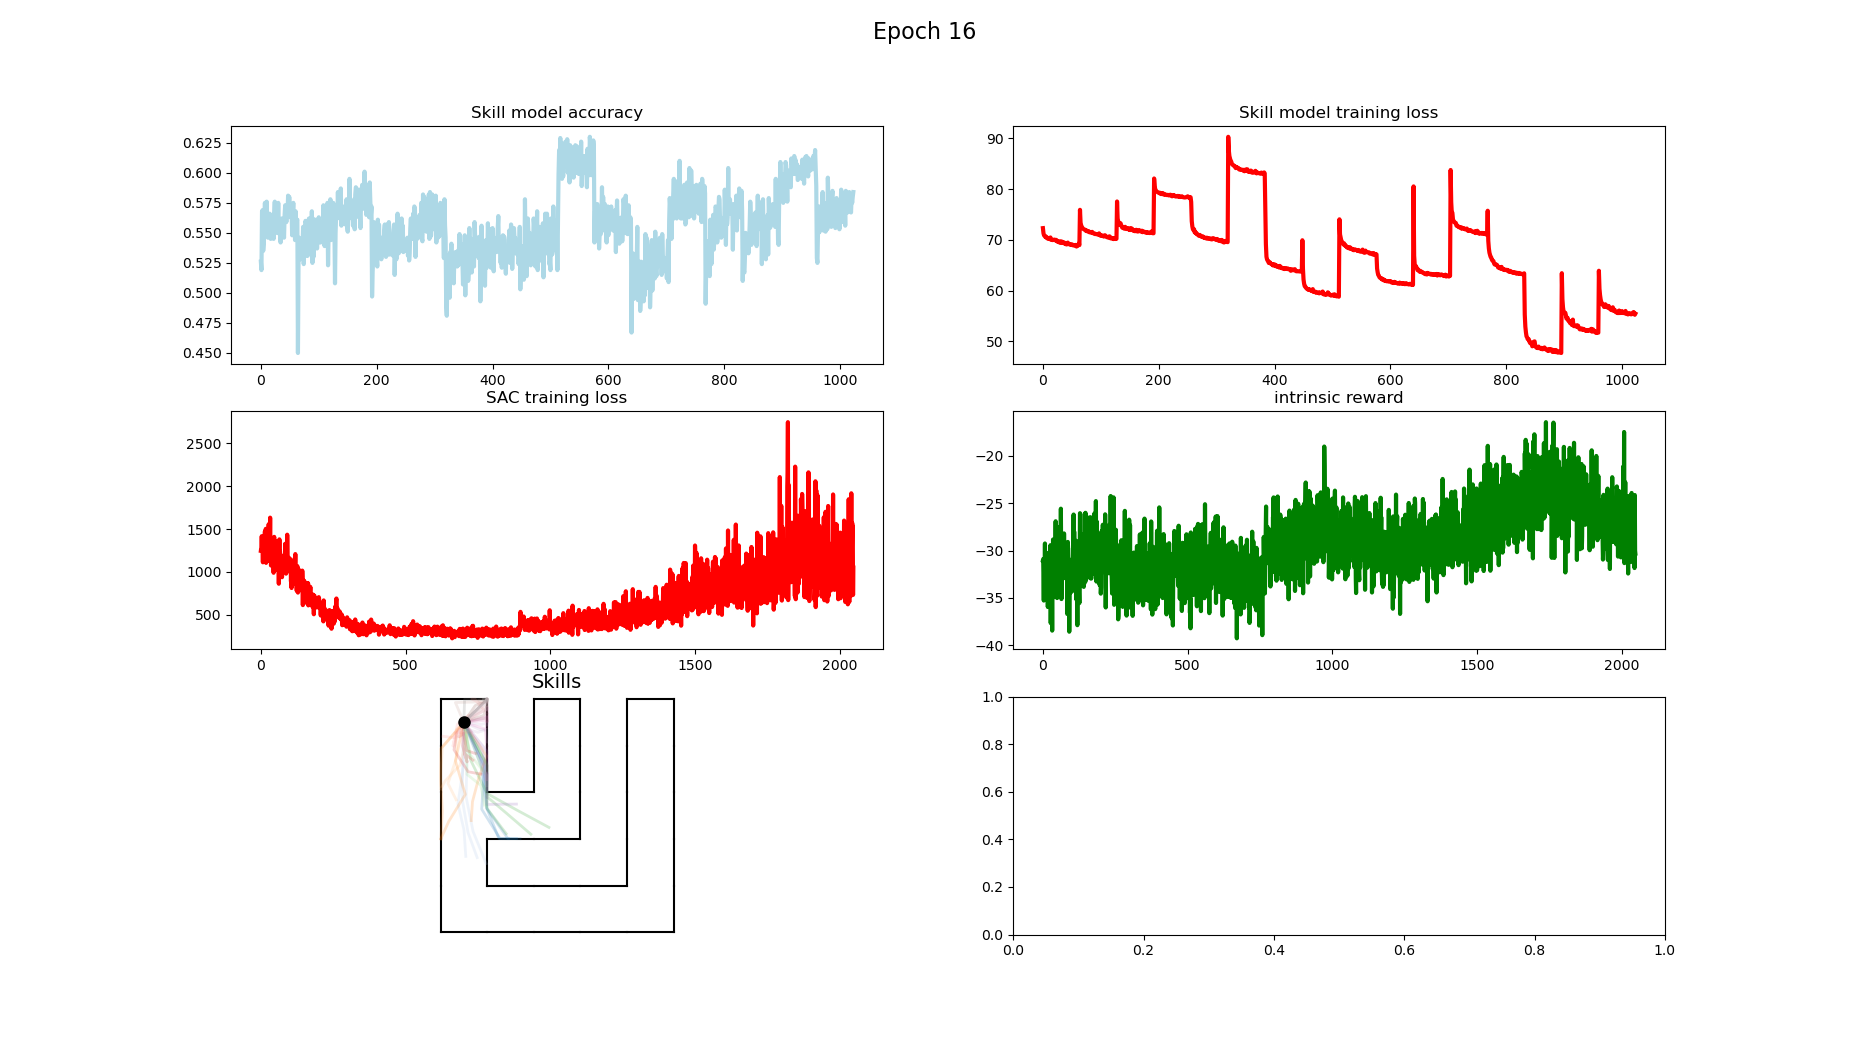 Epoch 16
Skill model accuracy
0.625
0.600
0.575
0.550
0.525
0.500
0.475
0.450
0 200 400 600 800 1000
Skill model training loss
90
80
70
60
50
0 200 400 600 800 1000
SAC training loss
2500
2000
1500
1000
500
0 500 1000 1500 2000
intrinsic reward
−20
−25
−30
−35
−40
0 500 1000 1500 2000
Skills
1.0
0.8
0.6
0.4
0.2
0.0
0.0 0.2 0.4 0.6 0.8 1.0